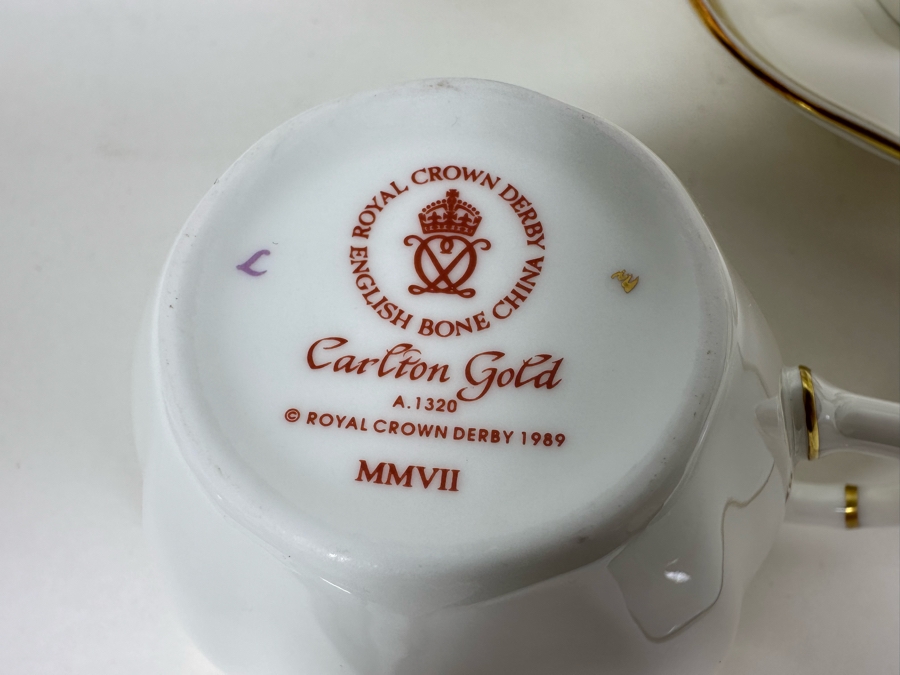 ROYAL CROWN DERBY
ENGLISH BONE CHINA
L
Carlton Gold
A.1320
© ROYAL CROWN DERBY 1989
MMVII